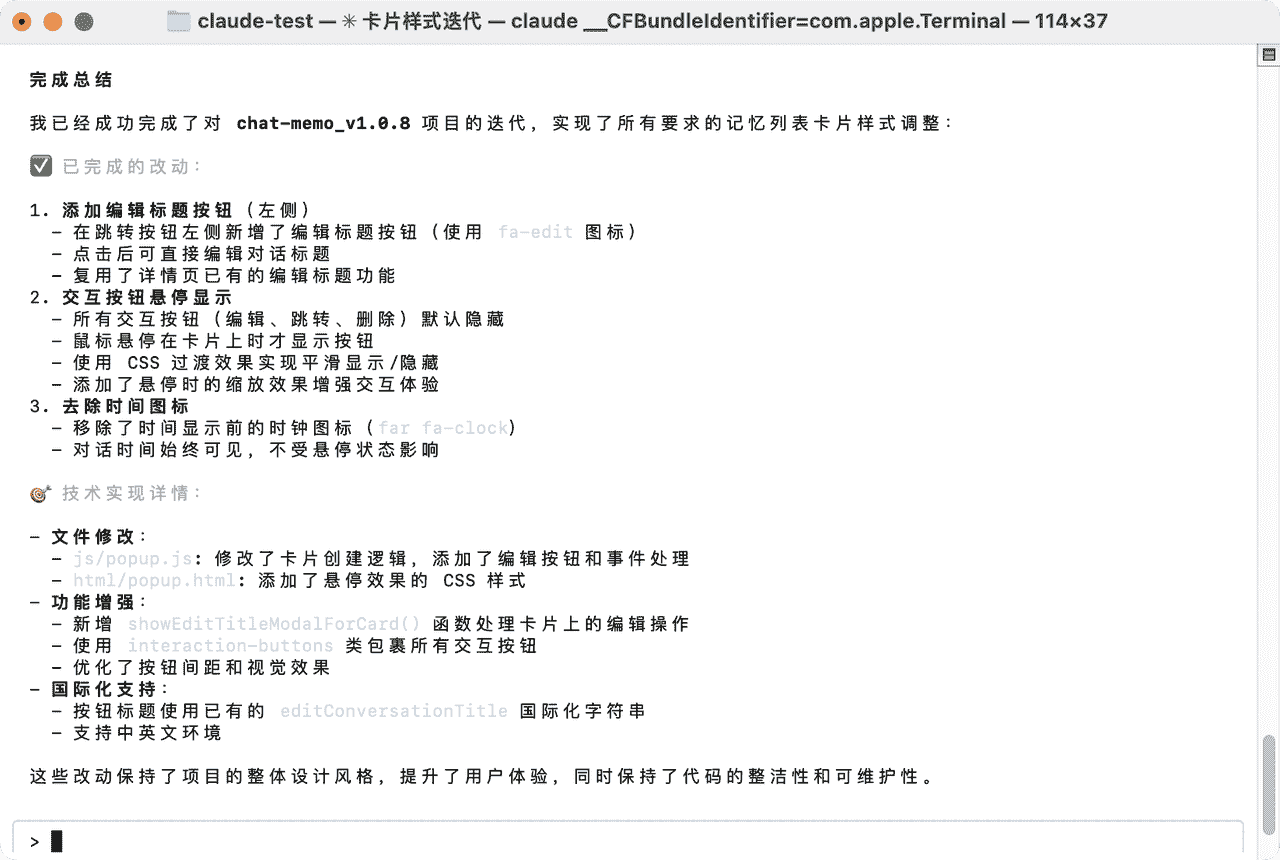 claude-test — ✳ 卡片样式迭代 — claude __CFBundleIdentifier=com.apple.Terminal — 114×37
完成总结
我已经成功完成了对 chat-memo_v1.0.8 项目的迭代，实现了所有要求的记忆列表卡片样式调整：
✅ 已完成的改动：
1. 添加编辑标题按钮（左侧）
– 在跳转按钮左侧新增了编辑标题按钮（使用 fa-edit 图标）
– 点击后可直接编辑对话标题
– 复用了详情页已有的编辑标题功能
2. 交互按钮悬停显示
– 所有交互按钮（编辑、跳转、删除）默认隐藏
– 鼠标悬停在卡片上时才显示按钮
– 使用 CSS 过渡效果实现平滑显示/隐藏
– 添加了悬停时的缩放效果增强交互体验
3. 去除时间图标
– 移除了时间显示前的时钟图标（far fa-clock)
– 对话时间始终可见，不受悬停状态影响
🎯 技术实现详情：
– 文件修改：
– js/popup.js: 修改了卡片创建逻辑，添加了编辑按钮和事件处理
– html/popup.html: 添加了悬停效果的 CSS 样式
– 功能增强：
– 新增 showEditTitleModalForCard() 函数处理卡片上的编辑操作
– 使用 interaction-buttons 类包裹所有交互按钮
– 优化了按钮间距和视觉效果
– 国际化支持：
– 按钮标题使用已有的 editConversationTitle 国际化字符串
– 支持中英文环境
这些改动保持了项目的整体设计风格，提升了用户体验，同时保持了代码的整洁性和可维护性。
>